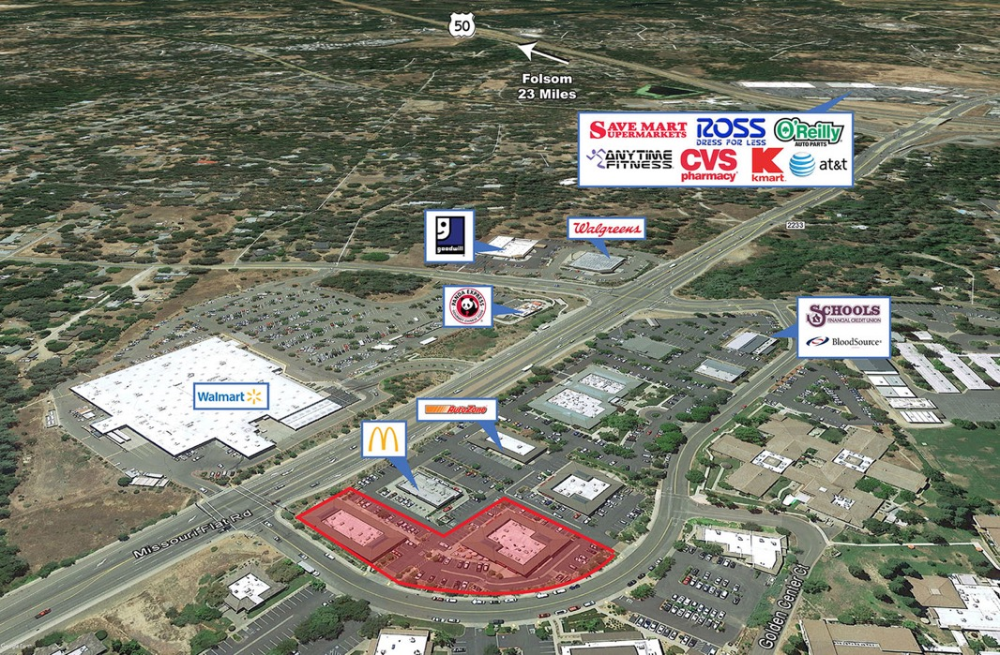 50
Folsom
23 Miles
SAVE MART
SUPERMARKETS
ROSS
DRESS FOR LESS
O'Reilly
AUTO PARTS
ANYTIME
FITNESS
CVS
pharmacy
K
kmart
at&t
2233
g
goodwill
Walgreens
PANDA EXPRESS
SCHOOLS
FINANCIAL CREDIT UNION
BloodSource
Walmart
AutoZone
M
Missouri Flat Rd
Golden Center Ct